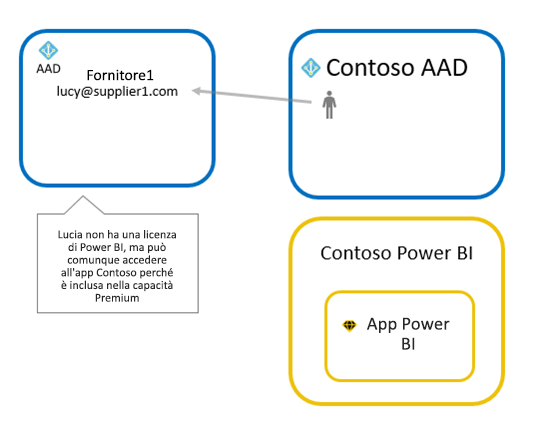 AAD
Fornitore1
lucy@supplier1.com
Contoso AAD
Lucia non ha una licenza
di Power BI, ma può
comunque accedere
all'app Contoso perché
è inclusa nella capacità
Premium
Contoso Power BI
App Power
BI